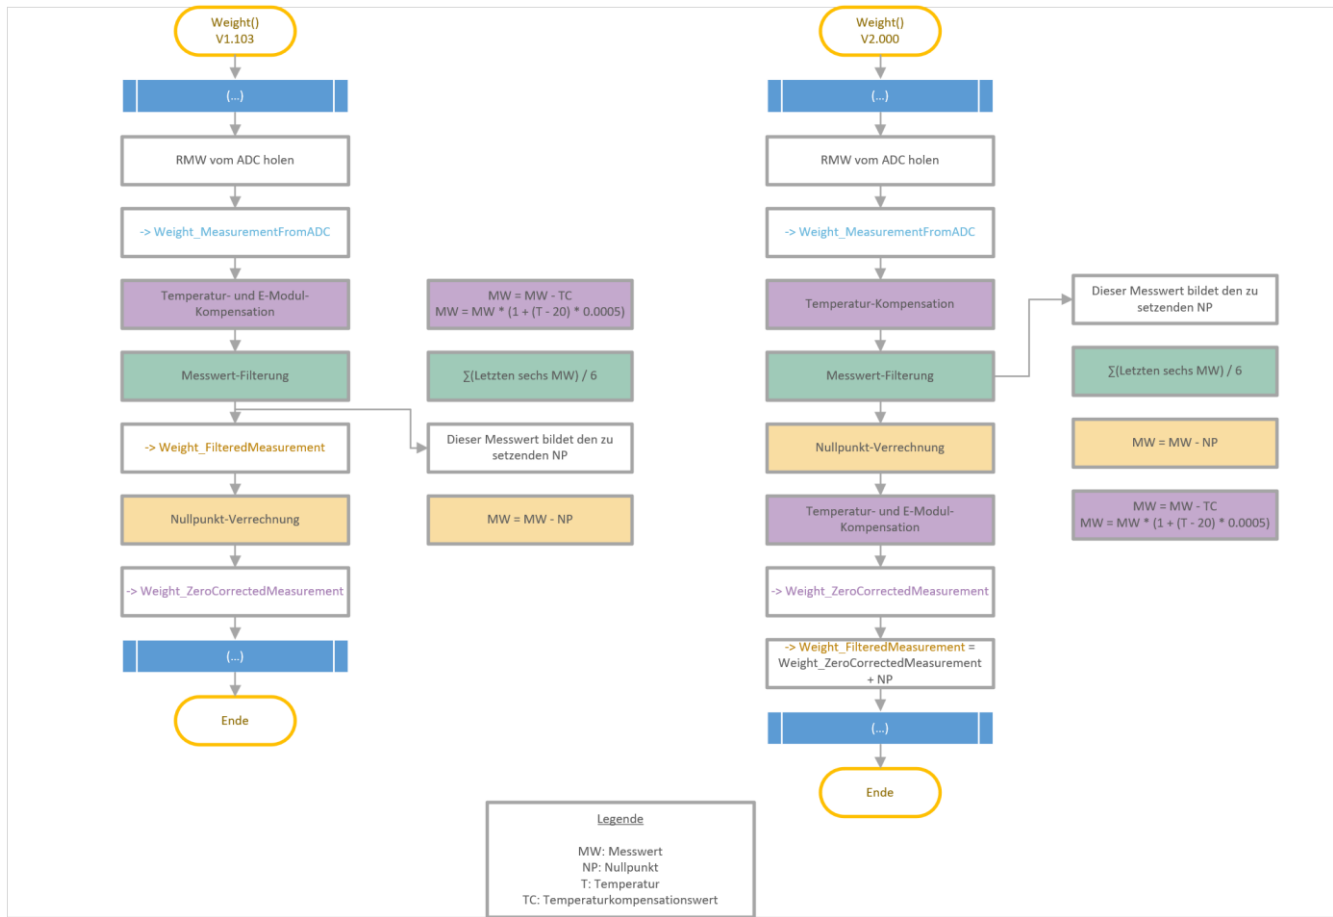 Weight()
V1.103
(...)
RMW vom ADC holen
-> Weight_MeasurementFromADC
Temperatur- und E-Modul-
Kompensation
MW = MW - TC
MW = MW * (1 + (T - 20) * 0.0005)
Messwert-Filterung
∑(Letzten sechs MW) / 6
-> Weight_FilteredMeasurement
Dieser Messwert bildet den zu
setzenden NP
Nullpunkt-Verrechnung
MW = MW - NP
-> Weight_ZeroCorrectedMeasurement
(...)
Ende
Weight()
V2.000
(...)
RMW vom ADC holen
-> Weight_MeasurementFromADC
Temperatur-Kompensation
Dieser Messwert bildet den zu
setzenden NP
Messwert-Filterung
∑(Letzten sechs MW) / 6
Nullpunkt-Verrechnung
MW = MW - NP
Temperatur- und E-Modul-
Kompensation
MW = MW - TC
MW = MW * (1 + (T - 20) * 0.0005)
-> Weight_ZeroCorrectedMeasurement
-> Weight_FilteredMeasurement =
Weight_ZeroCorrectedMeasurement
+ NP
(...)
Ende
Legende
MW: Messwert
NP: Nullpunkt
T: Temperatur
TC: Temperaturkompensationswert